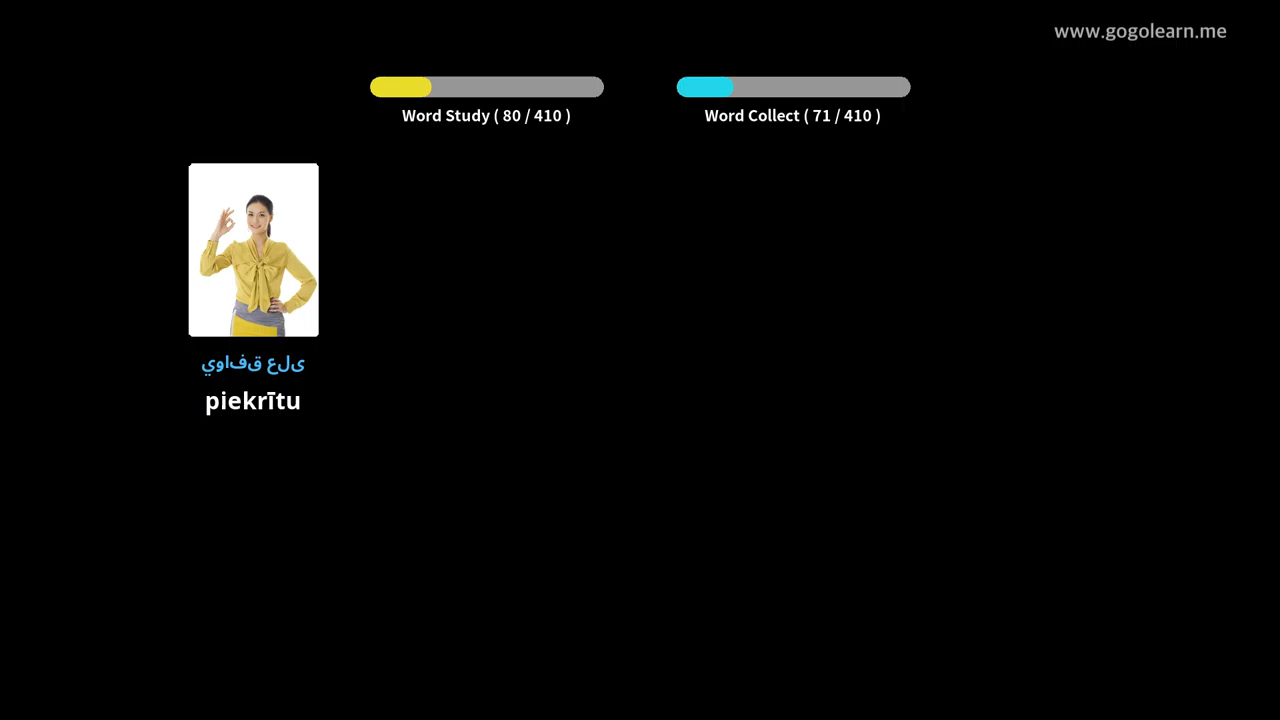 www.gogolearn.me
Word Study ( 80 / 410 )
Word Collect ( 71 / 410 )
يوافق على
piekrītu